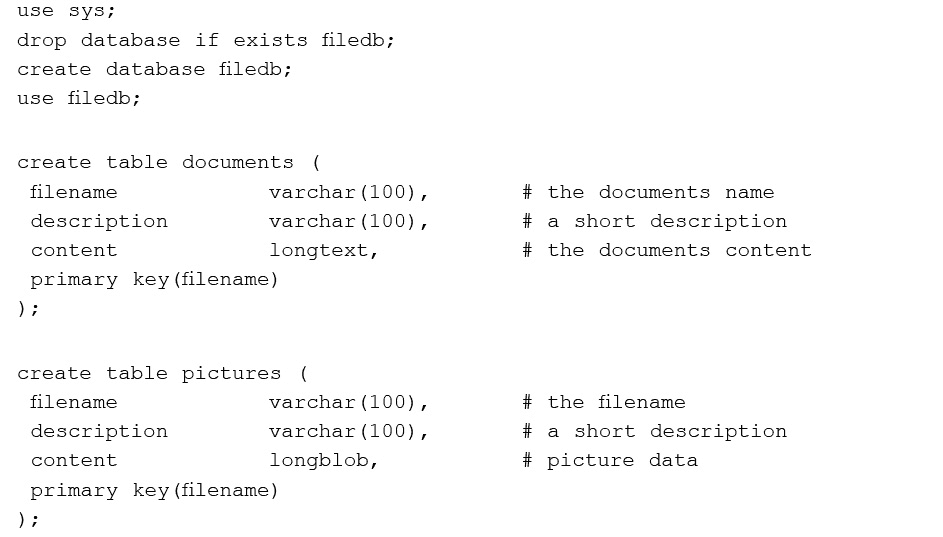 use sys;
drop database if exists filedb;
create database filedb;
use filedb;
create table documents (
filename varchar(100), # the documents name
description varchar(100), # a short description
content longtext, # the documents content
primary key(filename)
);
create table pictures (
filename varchar(100), # the filename
description varchar(100), # a short description
content longblob, # picture data
primary key(filename)
);